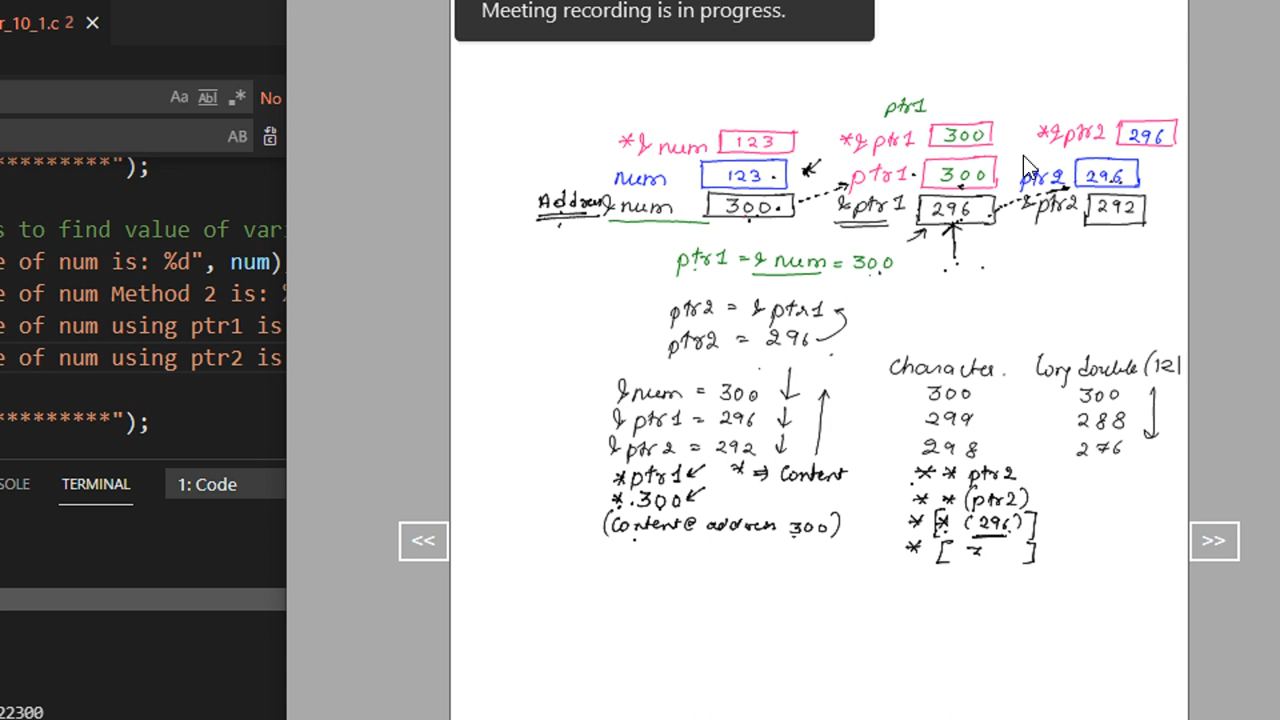 r_10_1.c 2
Meeting recording is in progress.
Aa Abl .* No
AB
*********");
s to find value of vari
e of num is: %d", num)
e of num Method 2 is:
e of num using ptr1 is
e of num using ptr2 is
*********");
SOLE TERMINAL 1: Code
22300
<<
>>
ptr1
*&num 123 *&ptr1 300 *&ptr2 296
num 123 ptr1 300 ptr2 296
Address &num 300 &ptr1 296 &ptr2 292
ptr1 = &num = 300
ptr2 = &ptr1
ptr2 = 296
&num = 300
&ptr1 = 296
&ptr2 = 292
*ptr1 * => Content
*300
(Content@ address 300)
Character.
300
299
298
Long double (12
300
288
276
**ptr2
**(ptr2)
*[*(296)]
*[ ]